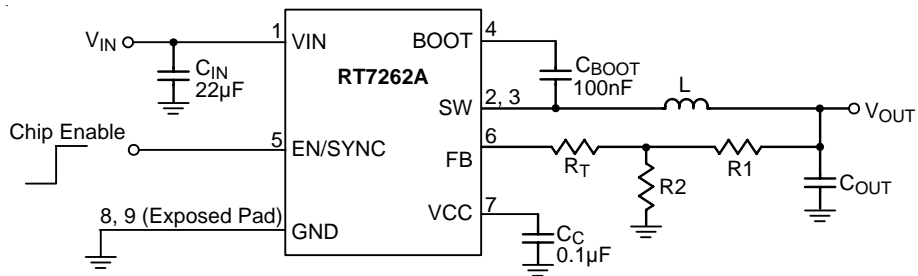 VIN
CIN
22μF
Chip Enable
8, 9 (Exposed Pad)
1
VIN
5
EN/SYNC
GND
RT7262A
BOOT
4
SW
2, 3
FB
6
VCC
7
CBOOT
100nF
L
VOUT
RT
R2
R1
COUT
CC
0.1μF